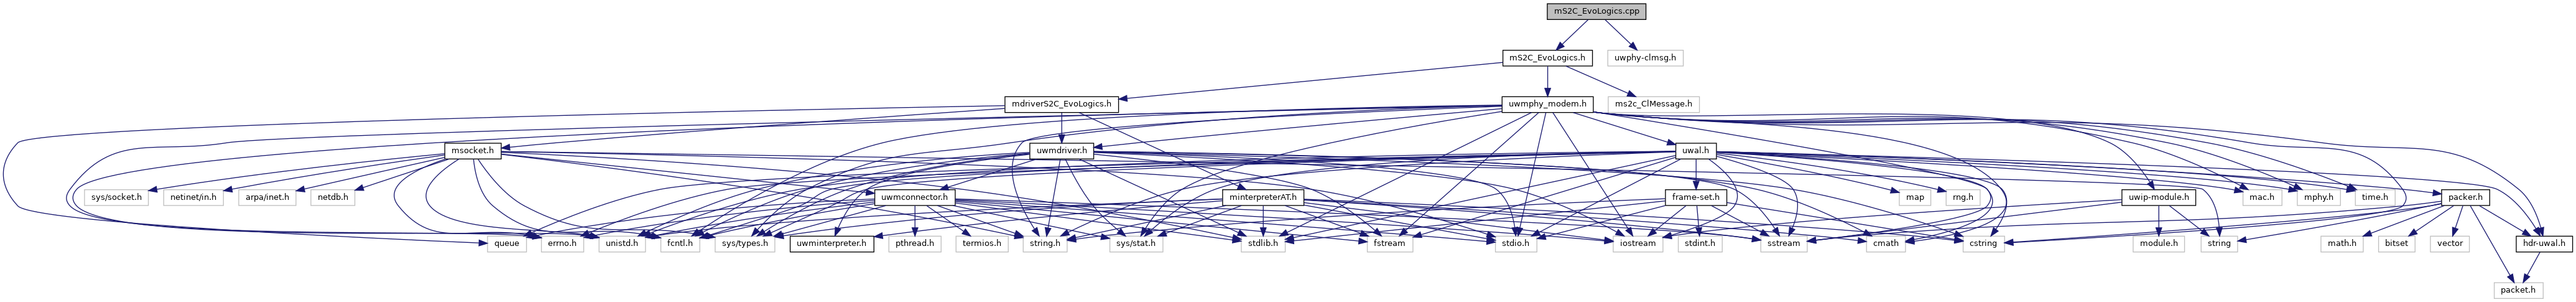 mS2C_EvoLogics.cpp
mS2C_EvoLogics.h
uwphy-clmsg.h
mdriverS2C_EvoLogics.h
uwmphy_modem.h
ms2c_ClMessage.h
msocket.h
uwmdriver.h
uwal.h
sys/socket.h
netinet/in.h
arpa/inet.h
netdb.h
uwmconnector.h
minterpreterAT.h
frame-set.h
map
rng.h
mac.h
mphy.h
time.h
uwip-module.h
packer.h
queue
errno.h
unistd.h
fcntl.h
sys/types.h
uwminterpreter.h
pthread.h
termios.h
string.h
sys/stat.h
stdlib.h
fstream
stdio.h
iostream
stdint.h
sstream
cmath
cstring
module.h
string
math.h
bitset
vector
hdr-uwal.h
packet.h